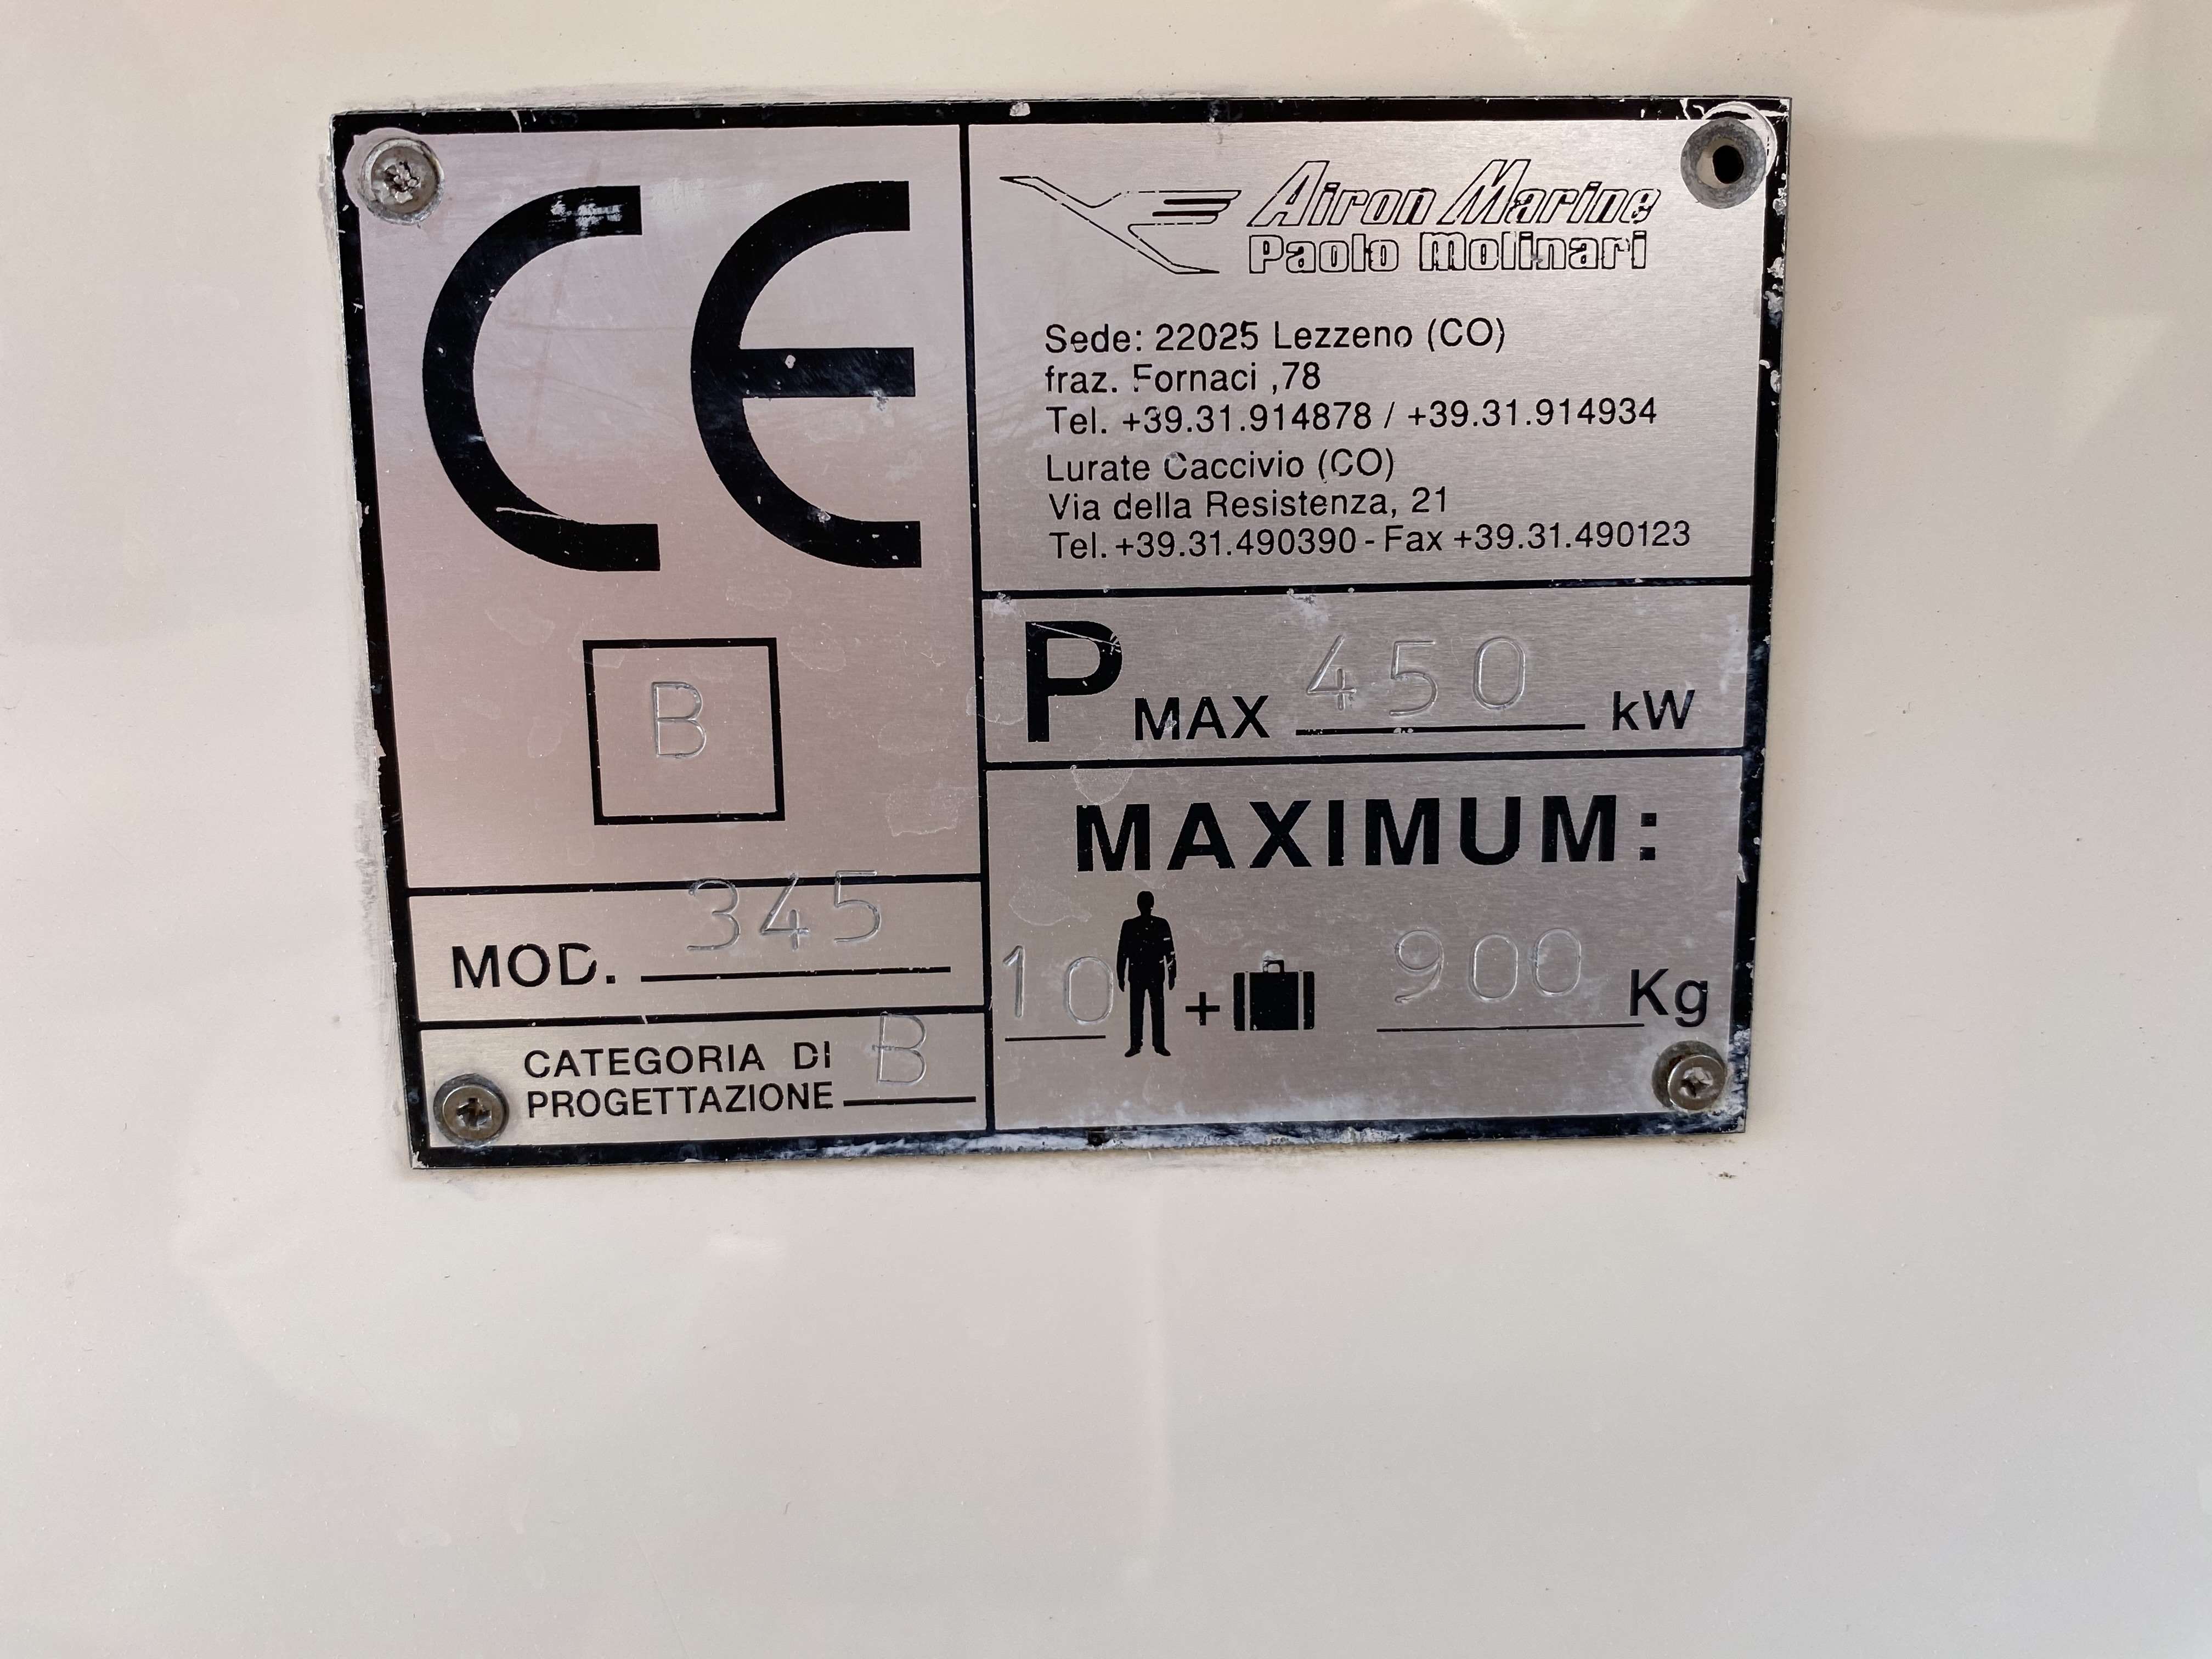 CE
B
MOD. 345
CATEGORIA DI
PROGETTAZIONE B
Airon Marine
Paolo Molinari
Sede: 22025 Lezzeno (CO)
fraz. Fornaci ,78
Tel. +39.31.914878 / +39.31.914934
Lurate Caccivio (CO)
Via della Resistenza, 21
Tel. +39.31.490390 - Fax +39.31.490123
P MAX 450 kW
MAXIMUM:
10 + 900 Kg